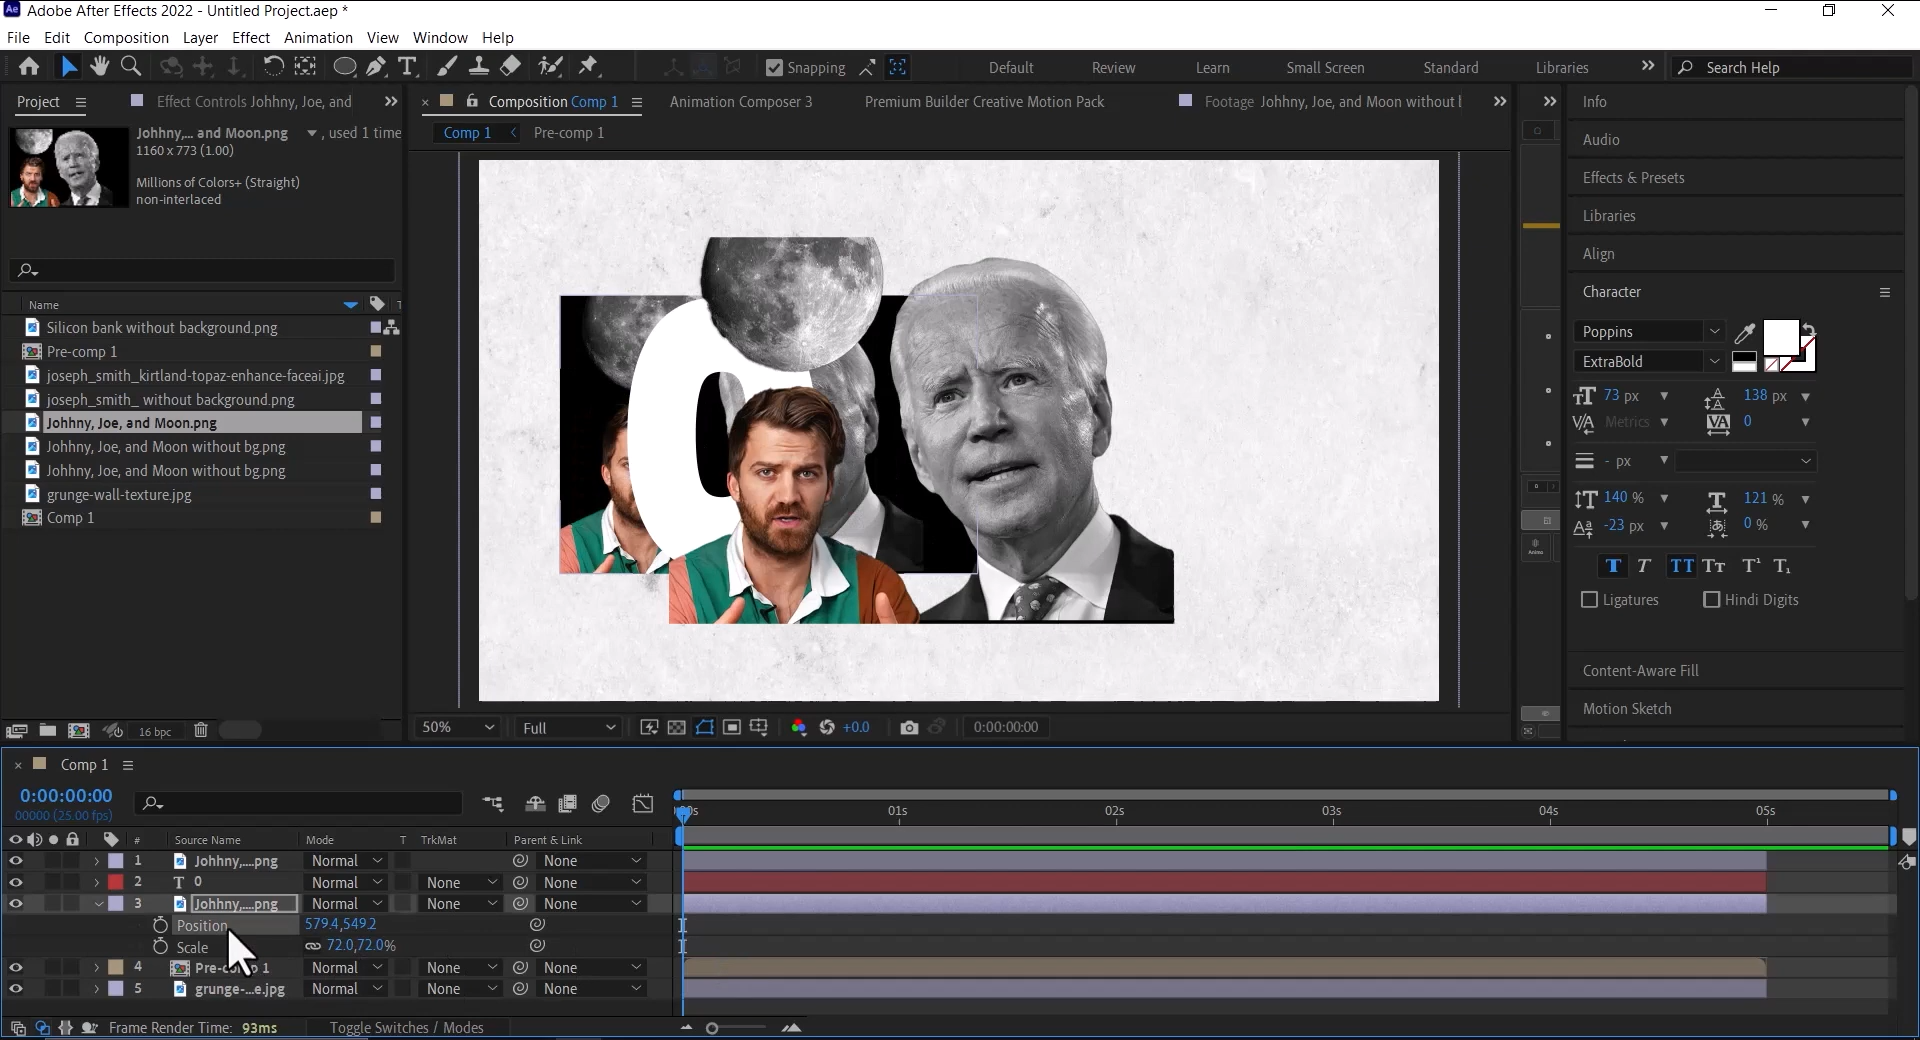 Adobe After Effects 2022 - Untitled Project.aep *
File Edit Composition Layer Effect Animation View Window Help
Snapping Default Review Learn Small Screen Standard Libraries Search Help
Project Effect Controls Johhny, Joe, and
Composition Comp 1 Animation Composer 3 Premium Builder Creative Motion Pack Footage Johhny, Joe, and Moon without
Comp 1 Pre-comp 1
Johhny,... and Moon.png , used 1 time
1160 x 773 (1.00)
Millions of Colors+ (Straight)
non-interlaced
Name
Silicon bank without background.png
Pre-comp 1
joseph_smith_kirtland-topaz-enhance-faceai.jpg
joseph_smith_ without background.png
Johhny, Joe, and Moon.png
Johhny, Joe, and Moon without bg.png
Johhny, Joe, and Moon without bg.png
grunge-wall-texture.jpg
Comp 1
16 bpc
0
50% Full +0.0 0:00:00:00
Info
Audio
Effects & Presets
Libraries
Align
Character
Poppins
ExtraBold
73 px 138 px
Metrics 0
- px
140 % 121 %
-23 px 0 %
Ligatures Hindi Digits
Content-Aware Fill
Motion Sketch
Comp 1
0:00:00:00
00000 (25.00 fps)
01s 02s 03s 04s 05s
# Source Name Mode T TrkMat Parent & Link
1 Johhny,....png Normal None
2 T 0 Normal None None
3 Johhny,....png Normal None None
Position 579.4,549.2
Scale 72.0,72.0%
4 Normal None None
5 grunge-...e.jpg Normal None None
Frame Render Time: 93ms Toggle Switches / Modes